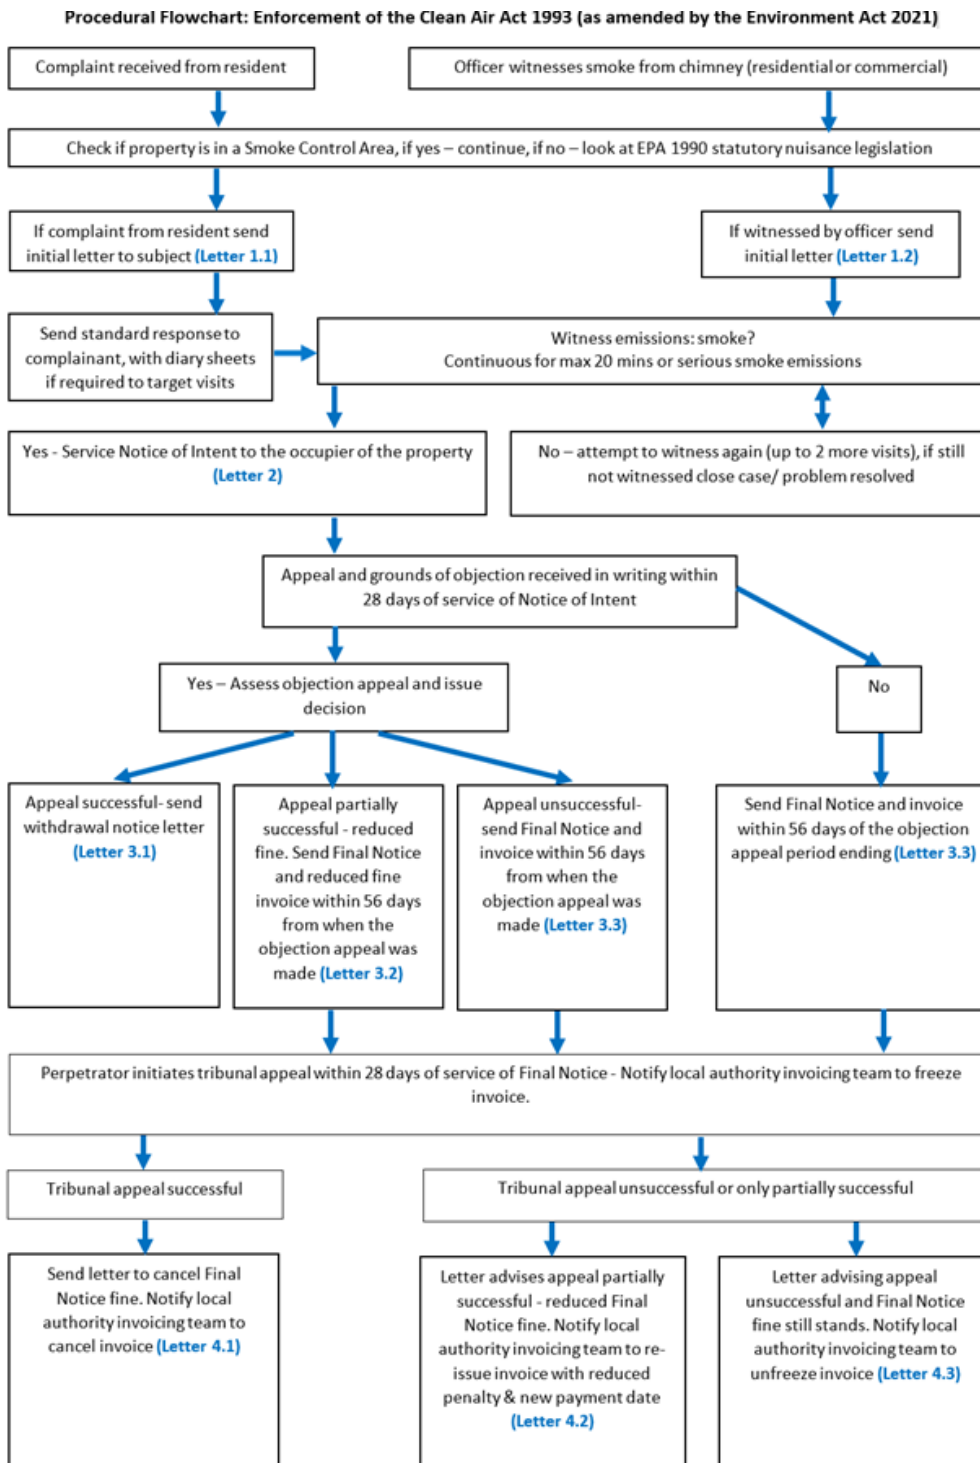 Procedural Flowchart: Enforcement of the Clean Air Act 1993 (as amended by the Environment Act 2021)
Complaint received from resident
Officer witnesses smoke from chimney (residential or commercial)
Check if property is in a Smoke Control Area, if yes – continue, if no – look at EPA 1990 statutory nuisance legislation
If complaint from resident send
initial letter to subject (Letter 1.1)
If witnessed by officer send
initial letter (Letter 1.2)
Send standard response to
complainant, with diary sheets
if required to target visits
Witness emissions: smoke?
Continuous for max 20 mins or serious smoke emissions
Yes - Service Notice of Intent to the occupier of the property
(Letter 2)
No – attempt to witness again (up to 2 more visits), if still
not witnessed close case/ problem resolved
Appeal and grounds of objection received in writing within
28 days of service of Notice of Intent
Yes – Assess objection appeal and issue
decision
No
Appeal successful- send
withdrawal notice letter
(Letter 3.1)
Appeal partially
successful - reduced
fine. Send Final Notice
and reduced fine
invoice within 56 days
from when the
objection appeal was
made (Letter 3.2)
Appeal unsuccessful-
send Final Notice and
invoice within 56 days
from when the
objection appeal was
made (Letter 3.3)
Send Final Notice and invoice
within 56 days of the objection
appeal period ending (Letter 3.3)
Perpetrator initiates tribunal appeal within 28 days of service of Final Notice - Notify local authority invoicing team to freeze
invoice.
Tribunal appeal successful
Tribunal appeal unsuccessful or only partially successful
Send letter to cancel Final
Notice fine. Notify local
authority invoicing team to
cancel invoice (Letter 4.1)
Letter advises appeal partially
successful - reduced Final
Notice fine. Notify local
authority invoicing team to re-
issue invoice with reduced
penalty & new payment date
(Letter 4.2)
Letter advising appeal
unsuccessful and Final Notice
fine still stands. Notify local
authority invoicing team to
unfreeze invoice (Letter 4.3)